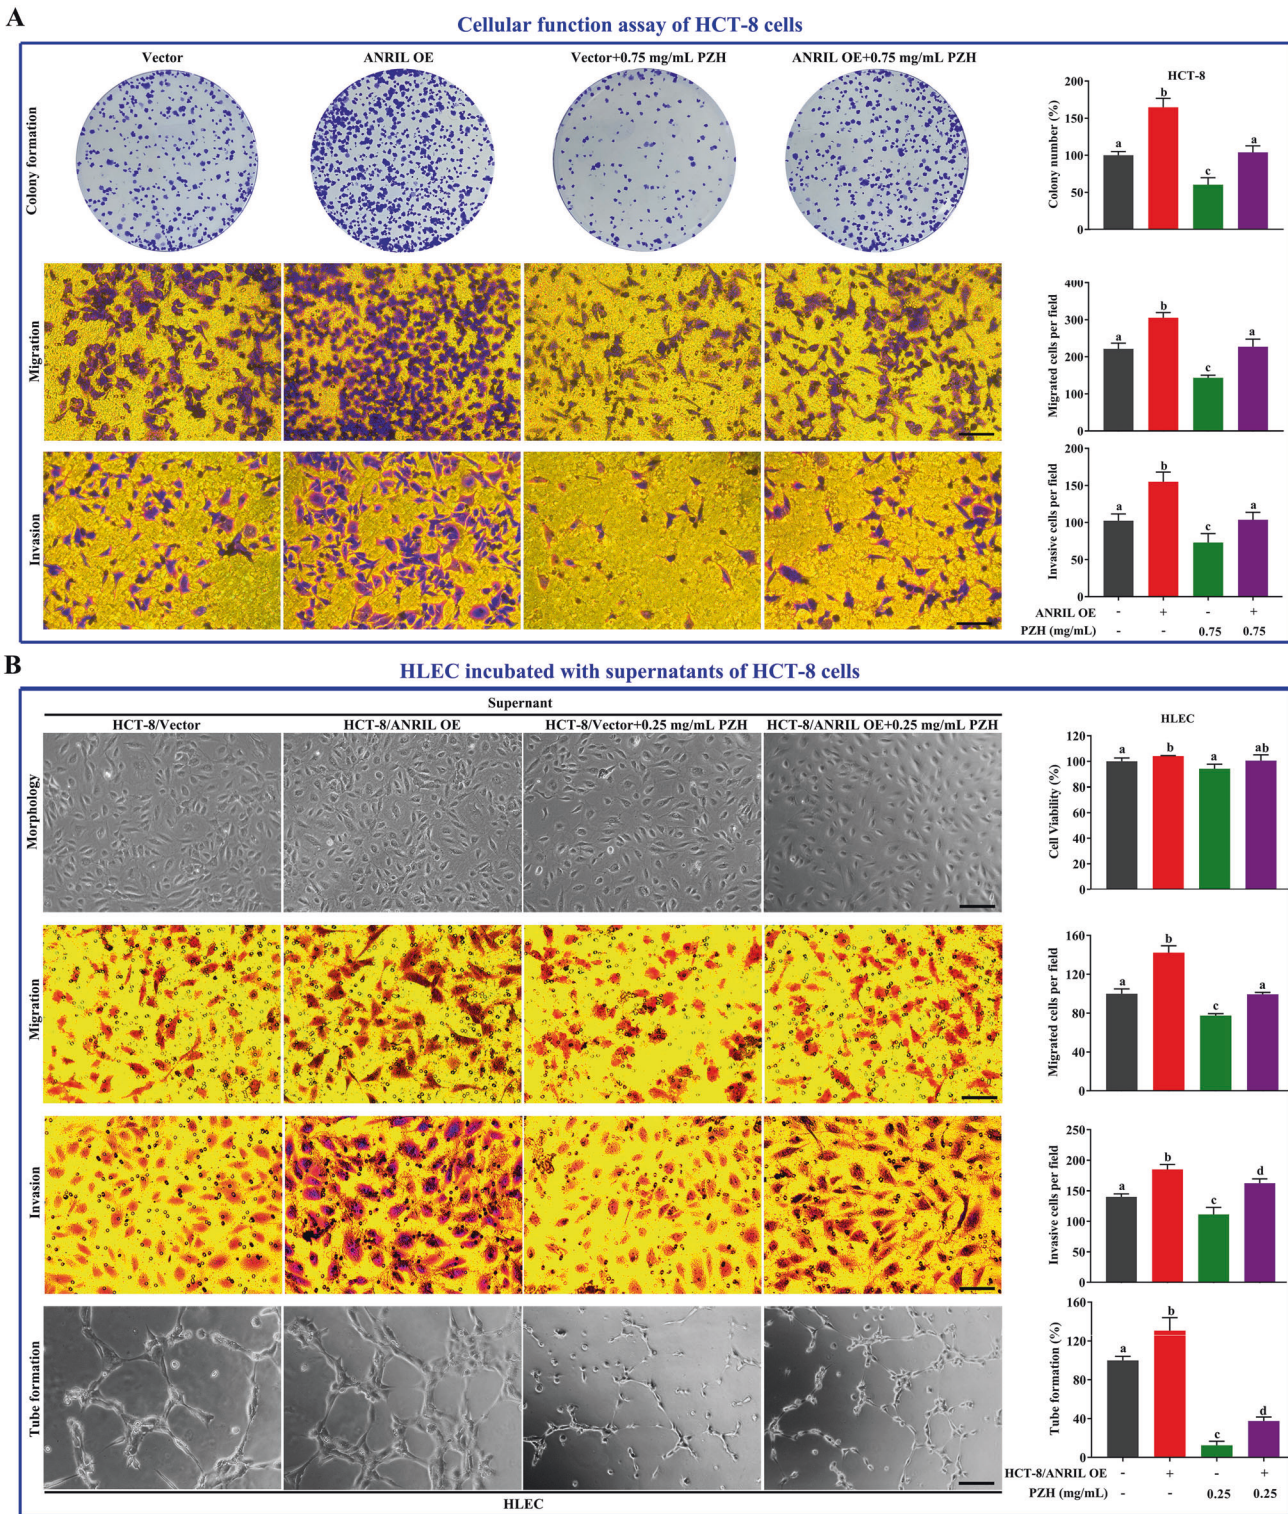 A
Cellular function assay of HCT-8 cells
Vector
ANRIL OE
Vector+0.75 mg/mL PZH
ANRIL OE+0.75 mg/mL PZH
Colony formation
Migration
Invasion
HCT-8
Colony number (%)
200
150
100
50
0
a
b
c
a
Migrated cells per field
400
300
200
100
0
a
b
c
a
Invasive cells per field
200
150
100
50
0
a
b
c
a
ANRIL OE - + - +
PZH (mg/mL) - - 0.75 0.75
B
HLEC incubated with supernatants of HCT-8 cells
Supernant
HCT-8/Vector
HCT-8/ANRIL OE
HCT-8/Vector+0.25 mg/mL PZH
HCT-8/ANRIL OE+0.25 mg/mL PZH
Morphology
Migration
Invasion
Tube formation
HLEC
HLEC
Cell Viability (%)
120
100
80
60
40
20
0
a
b
a
ab
Migrated cells per field
160
120
80
40
0
a
b
c
a
Invasive cells per field
250
200
150
100
50
0
a
b
c
d
Tube formation (%)
160
120
80
40
0
a
b
c
d
HCT-8/ANRIL OE - + - +
PZH (mg/mL) - - 0.25 0.25